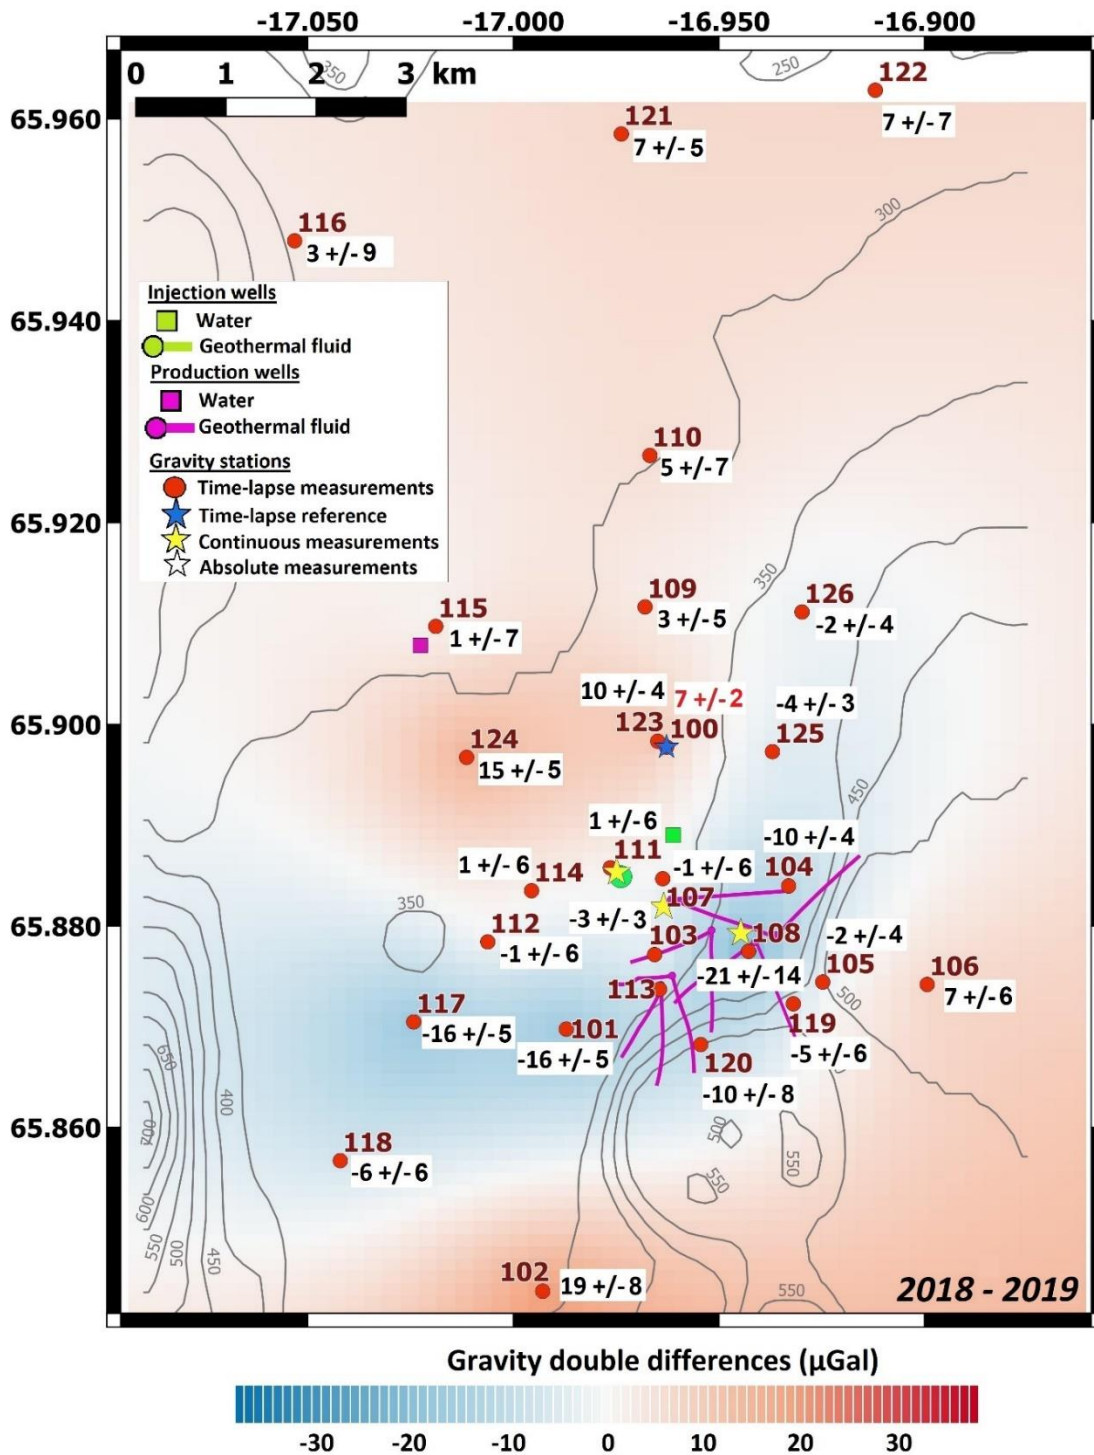 -17.050 -17.000 -16.950 -16.900
0 1 2 3 km
350
250
122
7 +/- 7
65.960
121
7 +/- 5
300
116
3 +/- 9
Injection wells
Water
Geothermal fluid
Production wells
Water
Geothermal fluid
Gravity stations
Time-lapse measurements
Time-lapse reference
Continuous measurements
Absolute measurements
65.940
110
5 +/- 7
65.920
350
109
3 +/- 5
126
-2 +/- 4
115
1 +/- 7
10 +/- 4
7 +/- 2
-4 +/- 3
65.900
123
100
125
124
15 +/- 5
450
1 +/- 6
-10 +/- 4
111
-1 +/- 6
104
1 +/- 6
114
107
65.880
350
112
-1 +/- 6
-3 +/- 3
103
108
-2 +/- 4
-21 +/- 14
105
106
7 +/- 6
113
500
117
-16 +/- 5
101
-16 +/- 5
119
-5 +/- 6
120
-10 +/- 8
65.860
650
700
600
550
500
450
400
500
550
550
118
-6 +/- 6
102
19 +/- 8
550
2018 - 2019
Gravity double differences (µGal)
-30 -20 -10 0 10 20 30